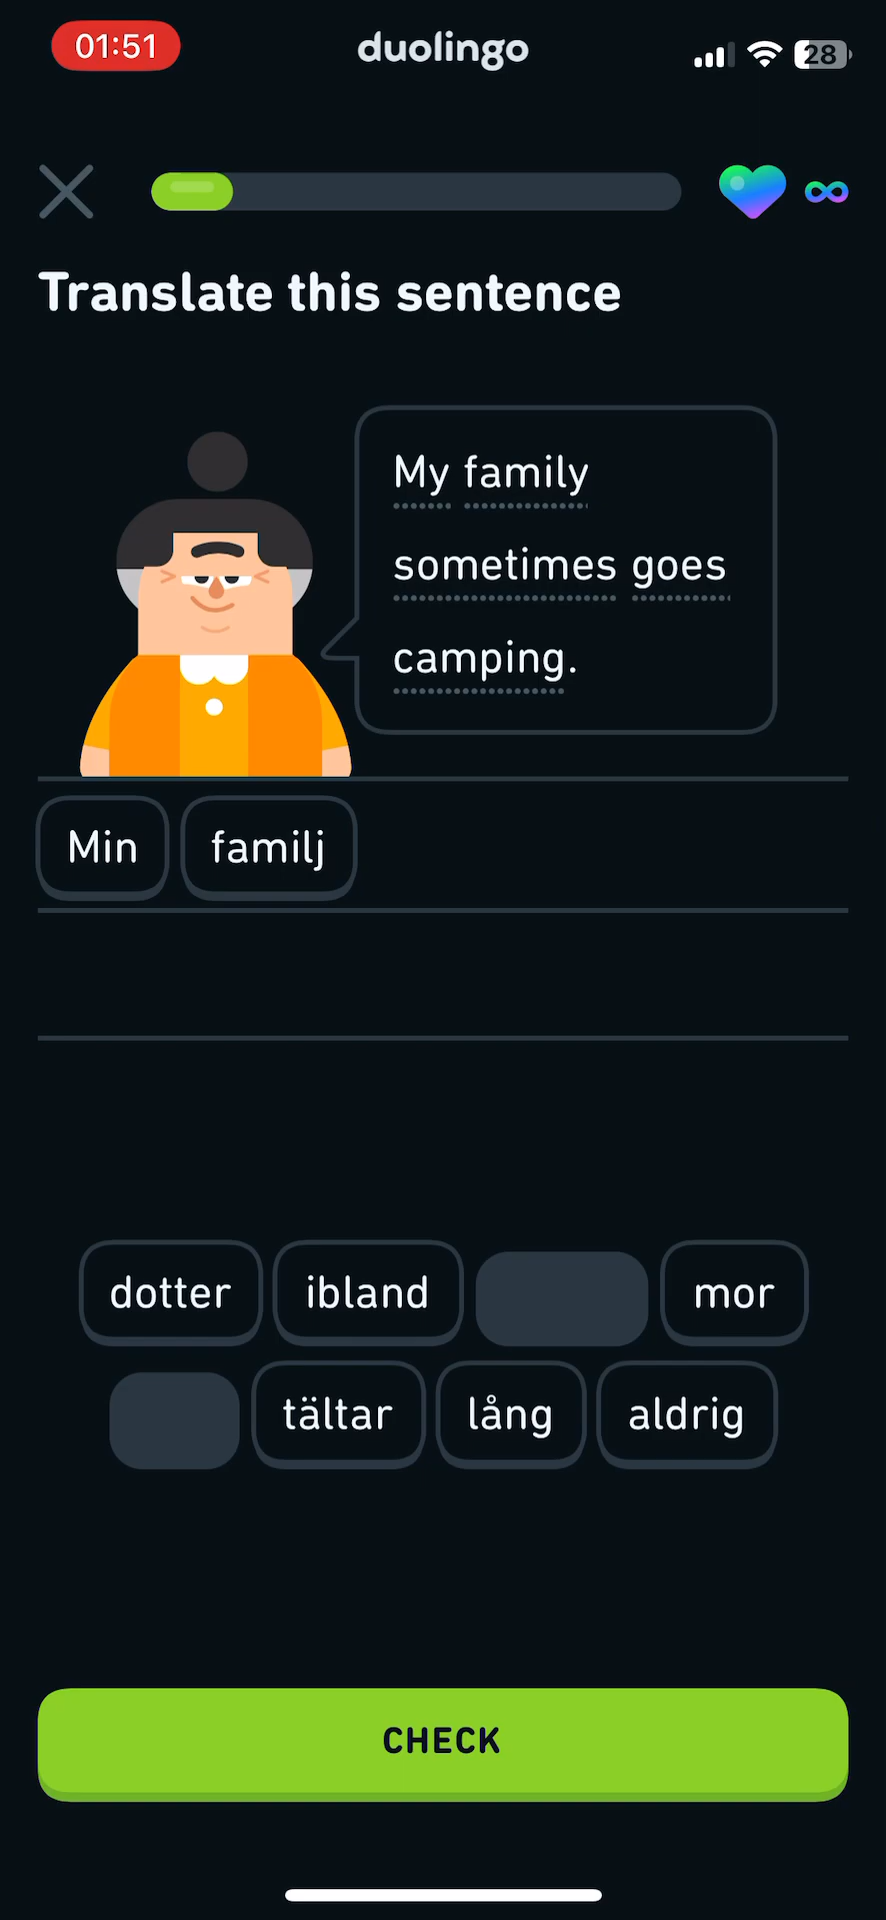 01:51 duolingo 28
Translate this sentence
My family
sometimes goes
camping.
Min familj
dotter ibland mor
tältar lång aldrig
CHECK